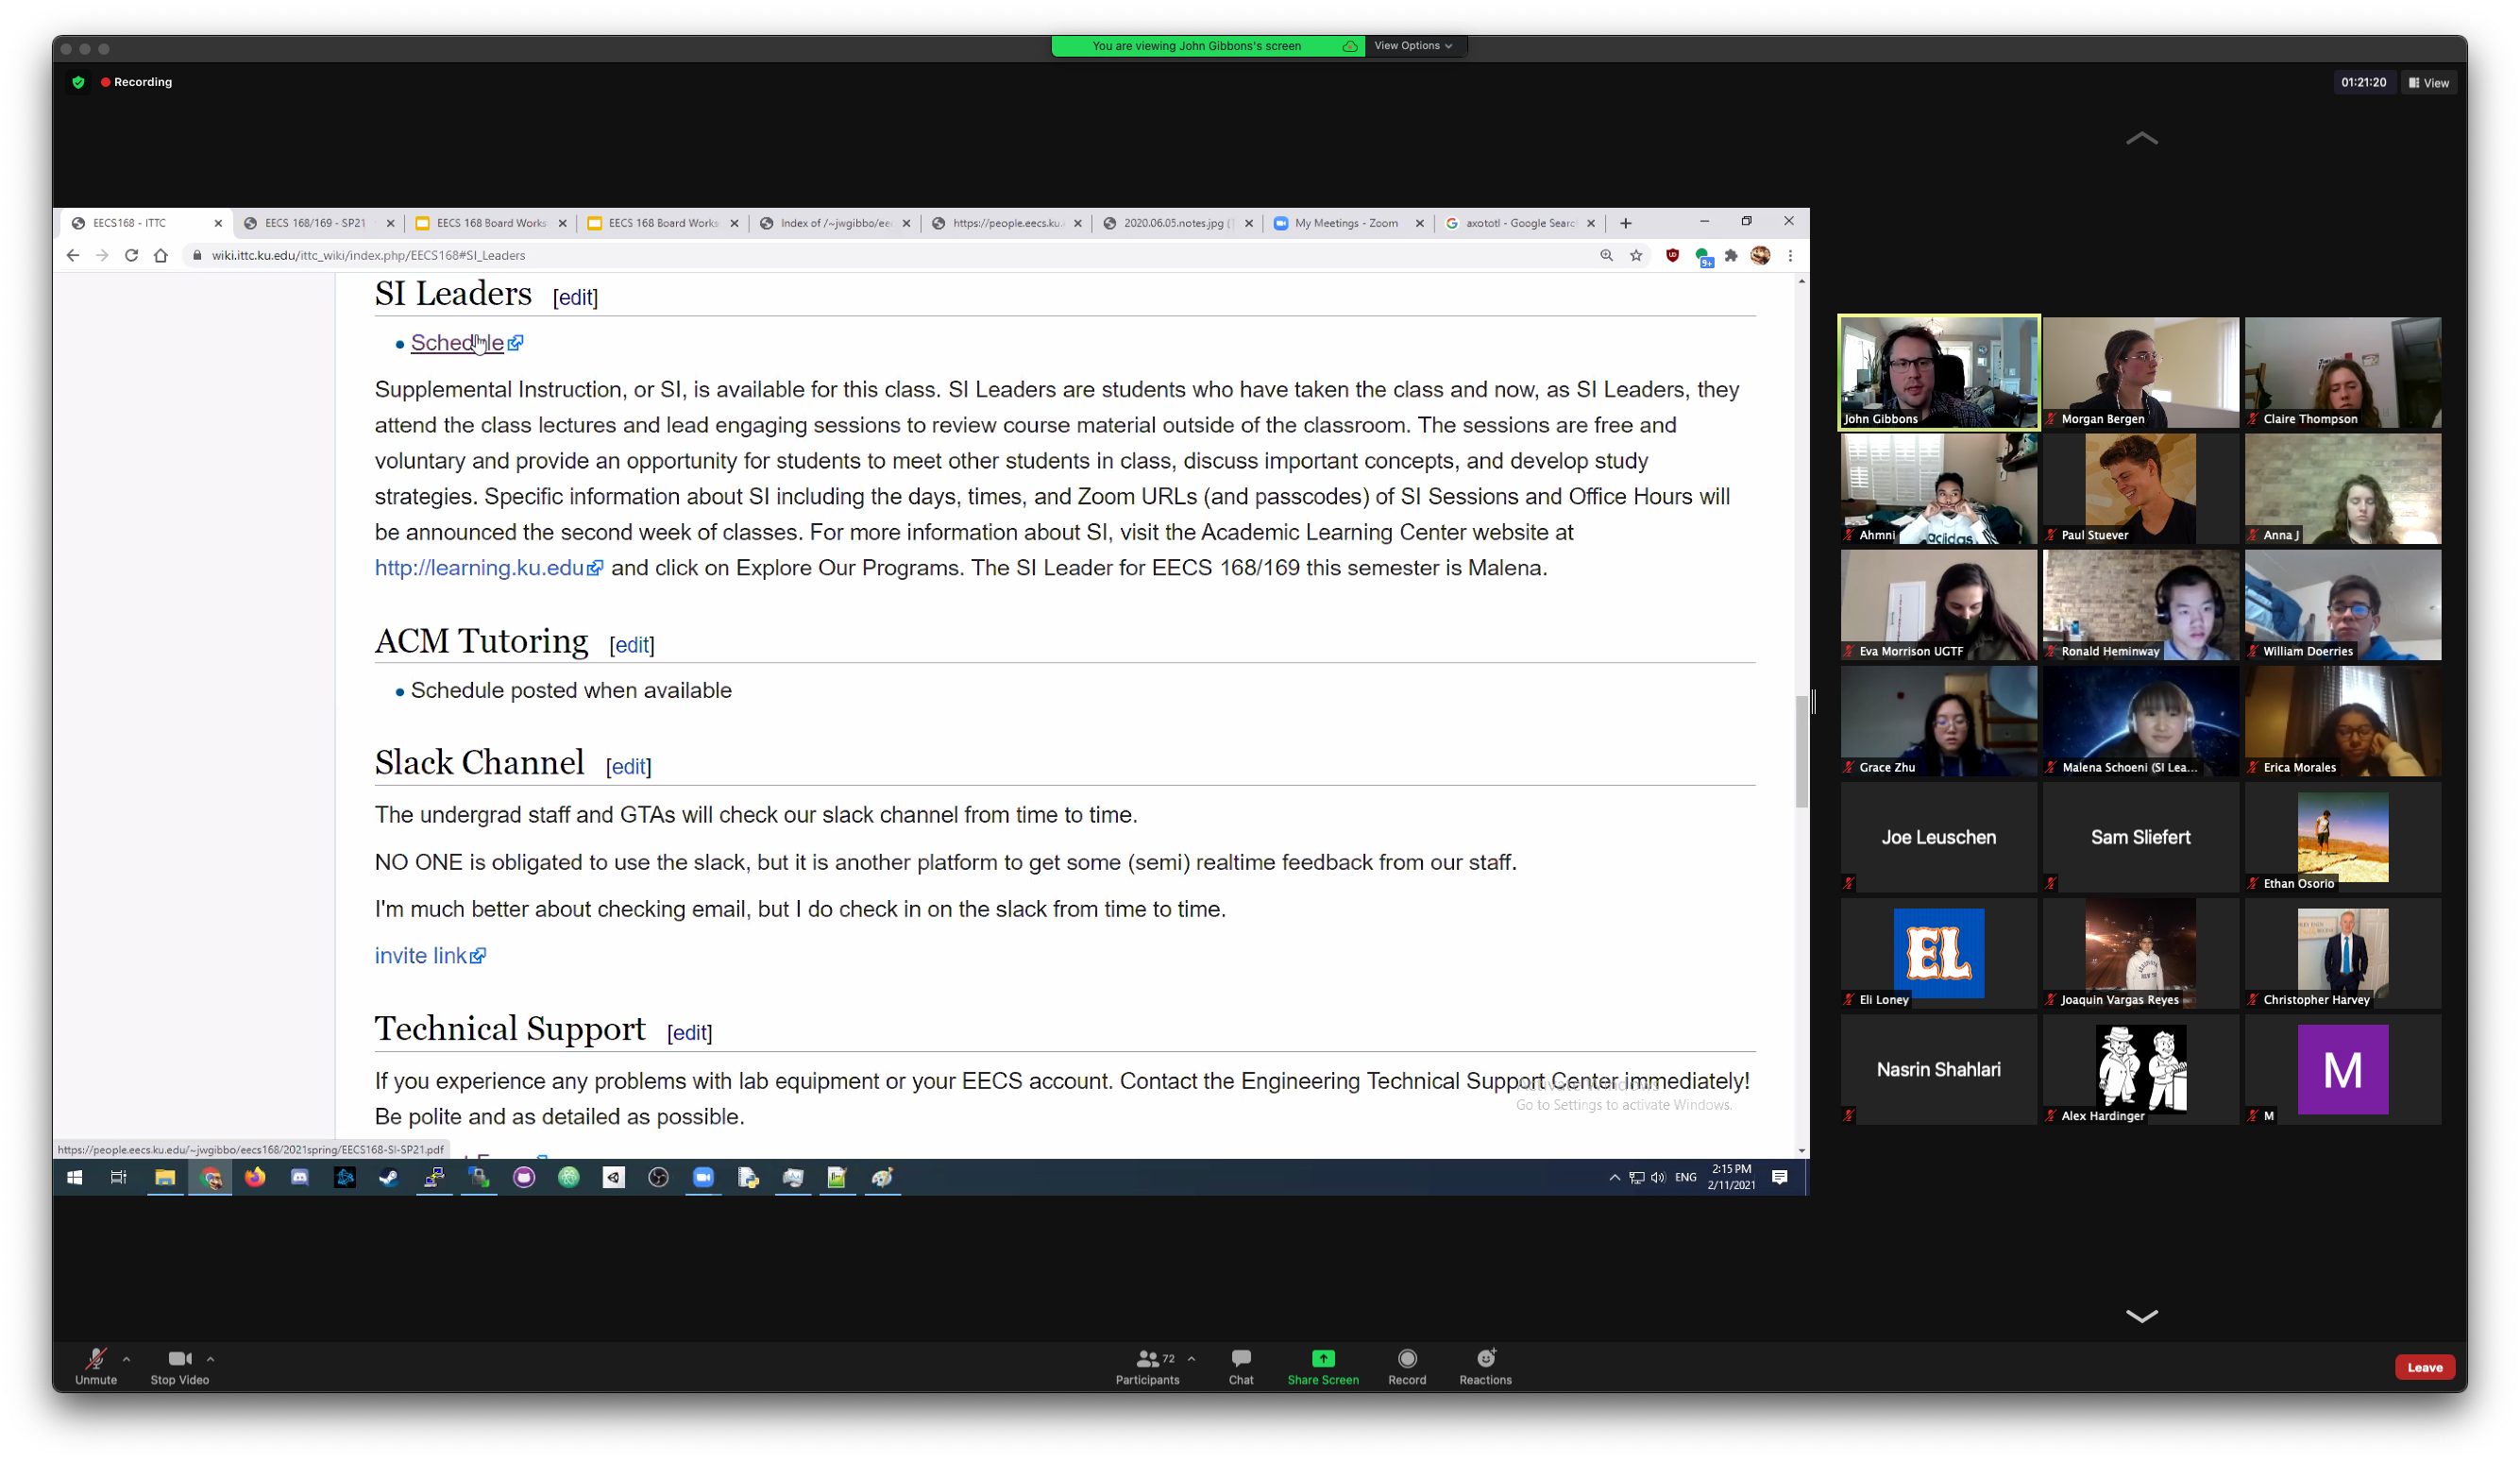 You are viewing John Gibbons's screen
View Options
Recording
01:21:20
View
EECS168 - ITTC
EECS 168/169 - SP21
EECS 168 Board Works
EECS 168 Board Works
Index of /~jwgibbo/eec
https://people.eecs.ku.
2020.06.05.notes.jpg (
My Meetings - Zoom
axototl - Google Searc
wiki.ittc.ku.edu/ittc_wiki/index.php/EECS168#SI_Leaders
9+
SI Leaders [edit]
Schedule
Supplemental Instruction, or SI, is available for this class. SI Leaders are students who have taken the class and now, as SI Leaders, they
attend the class lectures and lead engaging sessions to review course material outside of the classroom. The sessions are free and
voluntary and provide an opportunity for students to meet other students in class, discuss important concepts, and develop study
strategies. Specific information about SI including the days, times, and Zoom URLs (and passcodes) of SI Sessions and Office Hours will
be announced the second week of classes. For more information about SI, visit the Academic Learning Center website at
http://learning.ku.edu and click on Explore Our Programs. The SI Leader for EECS 168/169 this semester is Malena.
ACM Tutoring [edit]
Schedule posted when available
Slack Channel [edit]
The undergrad staff and GTAs will check our slack channel from time to time.
NO ONE is obligated to use the slack, but it is another platform to get some (semi) realtime feedback from our staff.
I'm much better about checking email, but I do check in on the slack from time to time.
invite link
Technical Support [edit]
If you experience any problems with lab equipment or your EECS account. Contact the Engineering Technical Support Center immediately!
Be polite and as detailed as possible.
Activate Windows
Go to Settings to activate Windows.
https://people.eecs.ku.edu/~jwgibbo/eecs168/2021spring/EECS168-SI-SP21.pdf
ENG
2:15 PM
2/11/2021
John Gibbons
Morgan Bergen
Claire Thompson
adidas
Ahmni
Paul Stuever
Anna J
Eva Morrison UGTF
Ronald Heminway
William Doerries
Grace Zhu
Malena Schoeni (SI Lea...
Erica Morales
Joe Leuschen
Sam Sliefert
Ethan Osorio
EL
Eli Loney
Joaquin Vargas Reyes
Christopher Harvey
Nasrin Shahlari
Alex Hardinger
M
M
Unmute
Stop Video
72
Participants
Chat
Share Screen
Record
Reactions
Leave